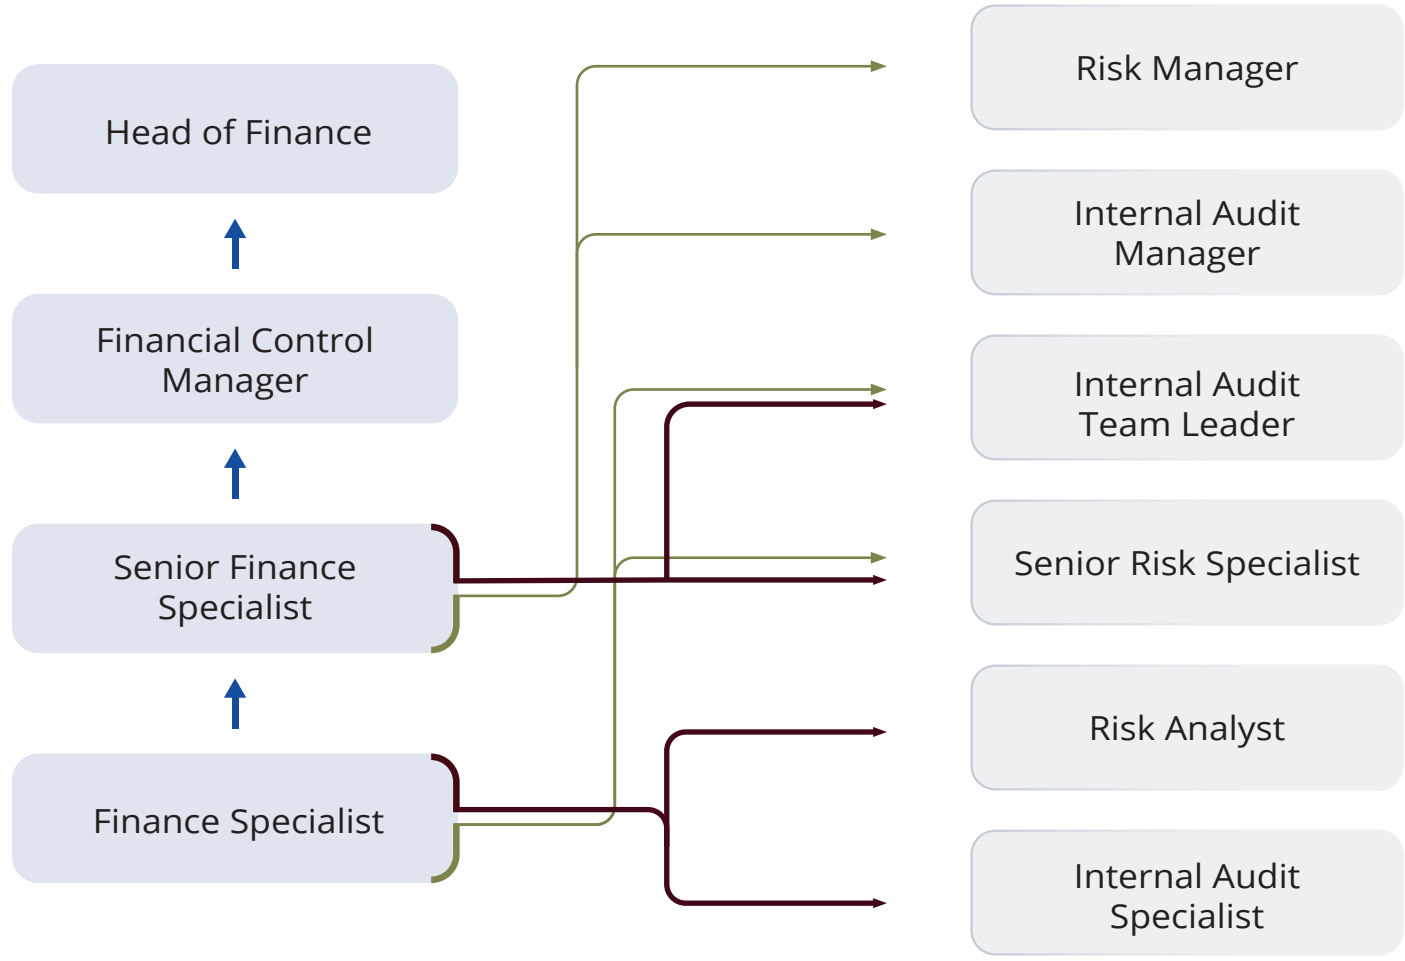 Head of Finance
Financial Control
Manager
Senior Finance
Specialist
Finance Specialist
Risk Manager
Internal Audit
Manager
Internal Audit
Team Leader
Senior Risk Specialist
Risk Analyst
Internal Audit
Specialist